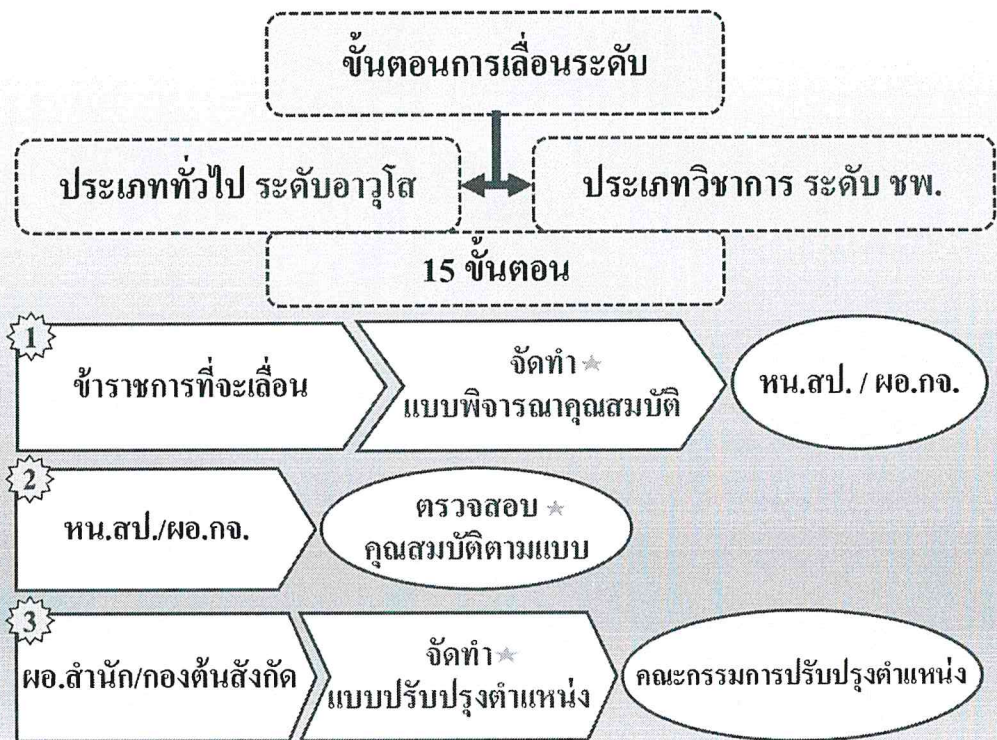 ขั้นตอนการเลื่อนระดับ
ประเภททั่วไป ระดับอาวุโส
ประเภทวิชาการ ระดับ ชพ.
15 ขั้นตอน
1
ข้าราชการที่จะเลื่อน
จัดทำ
แบบพิจารณาคุณสมบัติ
หน.สป. / ผอ.กจ.
2
หน.สป./ผอ.กจ.
ตรวจสอบ
คุณสมบัติตามแบบ
3
ผอ.สำนัก/กองต้นสังกัด
จัดทำ
แบบปรับปรุงตำแหน่ง
คณะกรรมการปรับปรุงตำแหน่ง